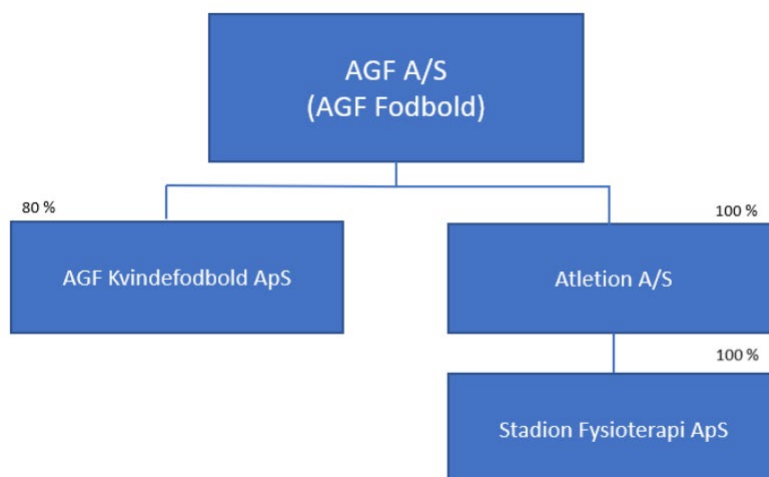 AGF A/S
(AGF Fodbold)
80 %
100 %
AGF Kvindefodbold ApS
Atletion A/S
100 %
Stadion Fysioterapi ApS